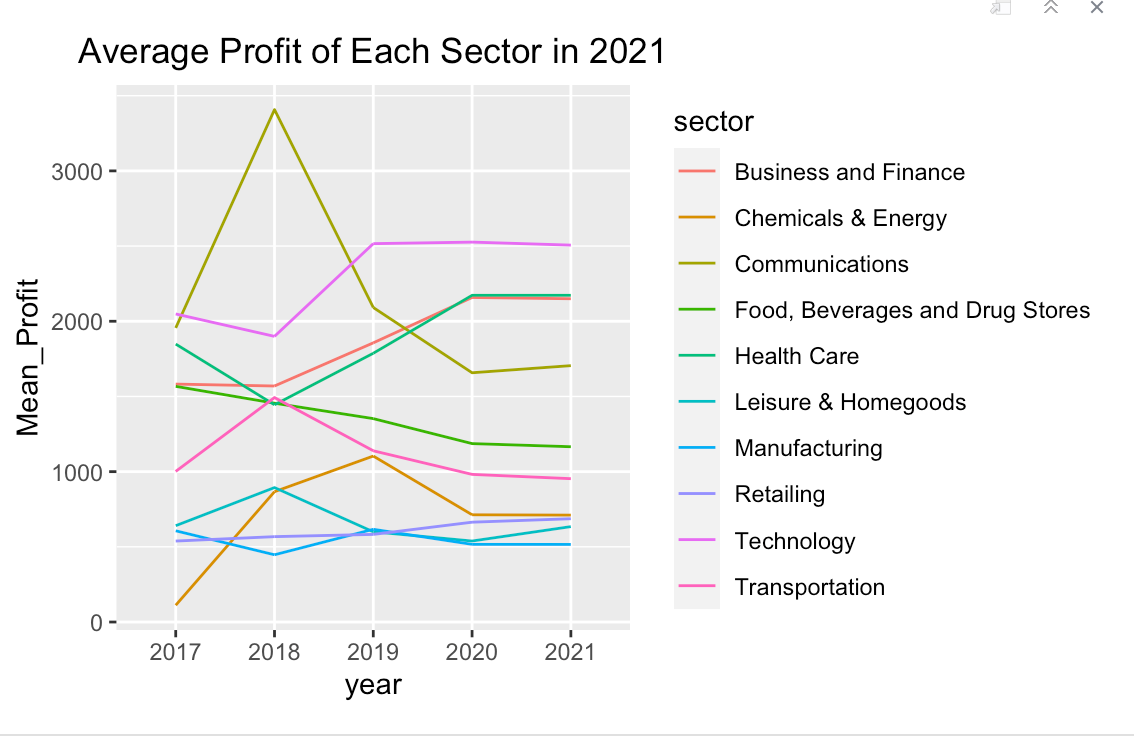 Average Profit of Each Sector in 2021
3000
2000
1000
0
Mean_Profit
2017 2018 2019 2020 2021
year
sector
Business and Finance
Chemicals & Energy
Communications
Food, Beverages and Drug Stores
Health Care
Leisure & Homegoods
Manufacturing
Retailing
Technology
Transportation